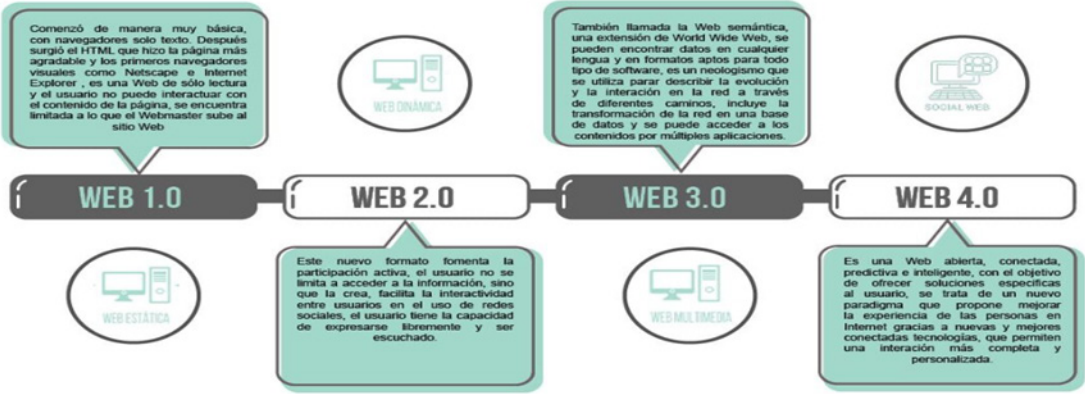 Comenzó de manera muy básica,
con navegadores solo texto. Después
surgió el HTML que hizo la página más
agradable y los primeros navegadores
visuales como Netscape e Internet
Explorer , es una Web de sólo lectura
y el usuario no puede interactuar con
el contenido de la página, se encuentra
limitada a lo que el Webmaster sube al
sitio Web
WEB DINÁMICA
También llamada la Web semántica,
una extensión de World Wide Web, se
pueden encontrar datos en cualquier
lengua y en formatos aptos para todo
tipo de software, es un neologismo que
se utiliza parar describir la evolución
y la interación en la red a través
de diferentes caminos, incluye la
transformación de la red en una base
de datos y se puede acceder a los
contenidos por múltiples aplicaciones.
SOCIAL WEB
WEB 1.0
WEB 2.0
WEB 3.0
WEB 4.0
WEB ESTÁTICA
Este nuevo formato fomenta la
participación activa, el usuario no se
limita a acceder a la información, sino
que la crea, facilita la interactividad
entre usuarios en el uso de redes
sociales, el usuario tiene la capacidad
de expresarse libremente y ser
escuchado.
WEB MULTIMEDIA
Es una Web abierta, conectada,
predictiva e inteligente, con el objetivo
de ofrecer soluciones especificas
al usuario, se trata de un nuevo
paradigma que propone mejorar
la experiencia de las personas en
Internet gracias a nuevas y mejores
conectadas tecnologías, que permiten
una interación más completa y
personalizada.